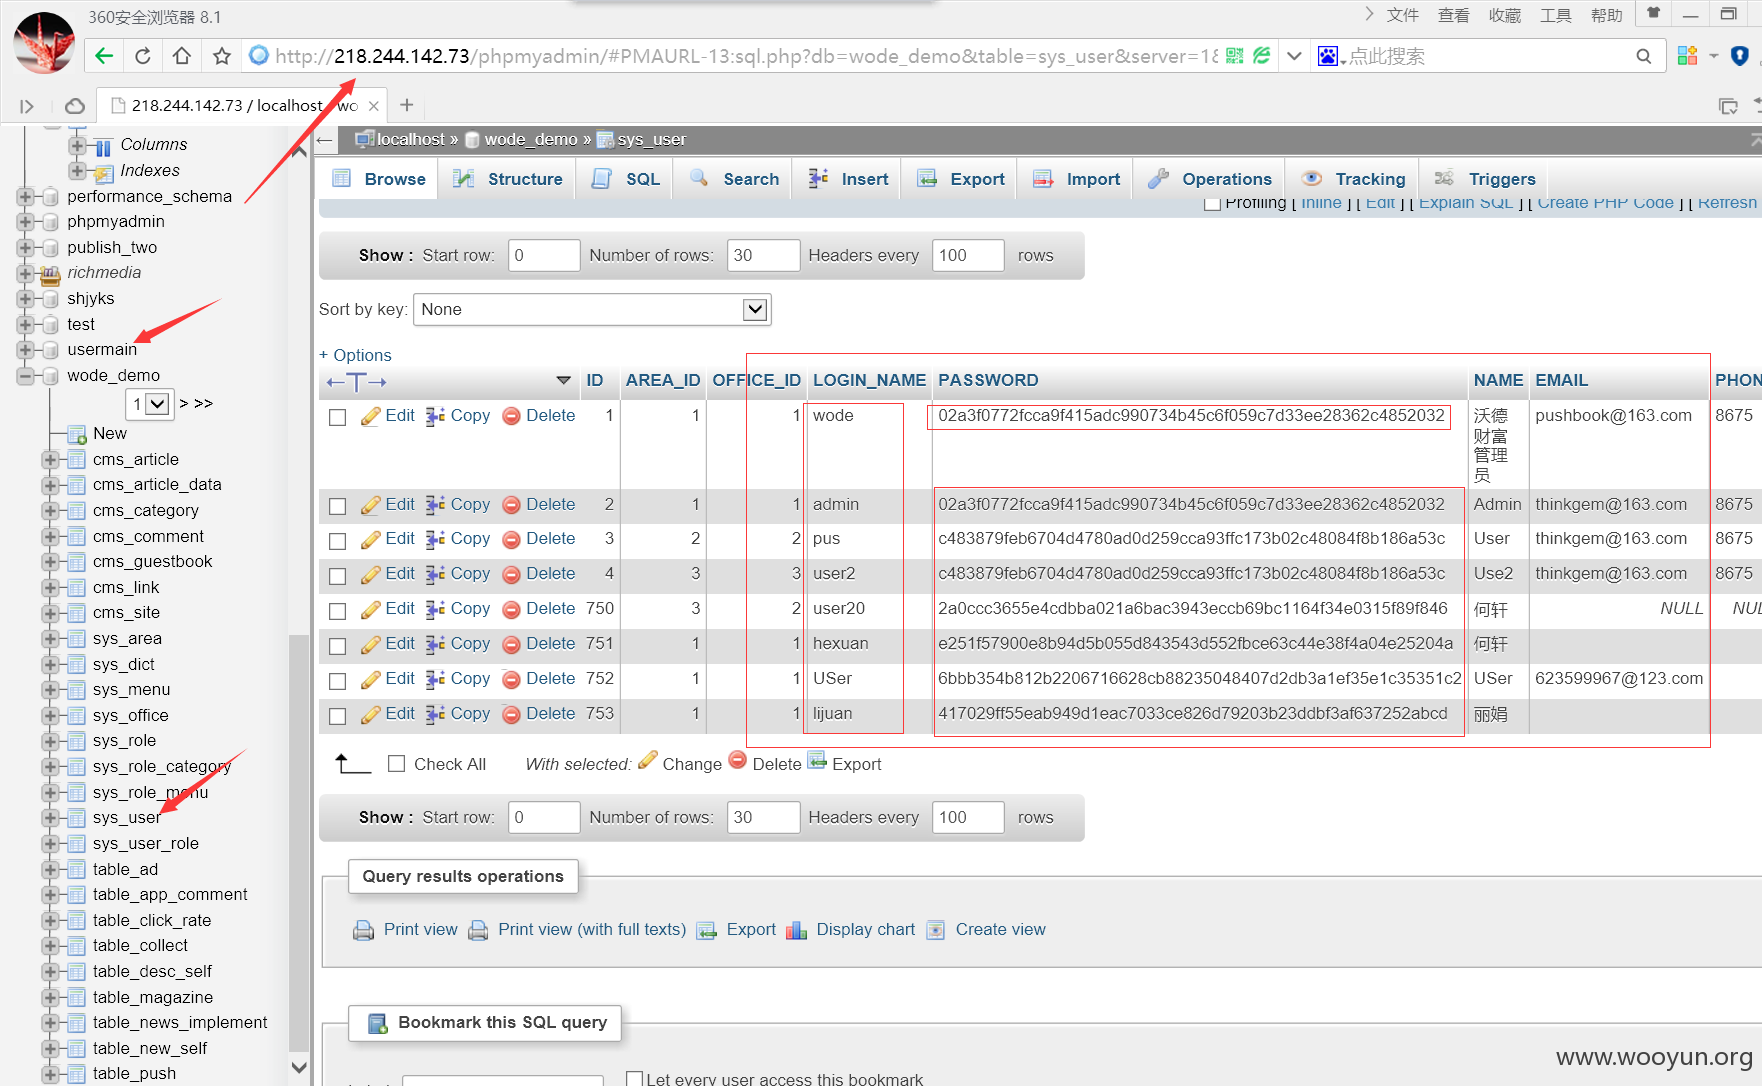 360安全浏览器 8.1
文件 查看 收藏 工具 帮助
http://218.244.142.73/phpmyadmin/#PMAURL-13:sql.php?db=wode_demo&table=sys_user&server=1&
点此搜索
218.244.142.73 / localhost / wo
Columns
Indexes
performance_schema
phpmyadmin
publish_two
richmedia
shjyks
test
usermain
wode_demo
1 > >>
New
cms_article
cms_article_data
cms_category
cms_comment
cms_guestbook
cms_link
cms_site
sys_area
sys_dict
sys_menu
sys_office
sys_role
sys_role_category
sys_role_menu
sys_user
sys_user_role
table_ad
table_app_comment
table_click_rate
table_collect
table_desc_self
table_magazine
table_news_implement
table_new_self
table_push
localhost » wode_demo » sys_user
Browse Structure SQL Search Insert Export Import Operations Tracking Triggers
Profiling [ Inline ] [ Edit ] [ Explain SQL ] [ Create PHP Code ] [ Refresh
Show : Start row: 0 Number of rows: 30 Headers every 100 rows
Sort by key: None
+ Options
ID AREA_ID OFFICE_ID LOGIN_NAME PASSWORD NAME EMAIL PHON
Edit Copy Delete 1 1 1 wode 02a3f0772fcca9f415adc990734b45c6f059c7d33ee28362c4852032 沃德 pushbook@163.com 8675
财富
管理
员
Edit Copy Delete 2 1 1 admin 02a3f0772fcca9f415adc990734b45c6f059c7d33ee28362c4852032 Admin thinkgem@163.com 8675
Edit Copy Delete 3 2 2 pus c483879feb6704d4780ad0d259cca93ffc173b02c48084f8b186a53c User thinkgem@163.com 8675
Edit Copy Delete 4 3 3 user2 c483879feb6704d4780ad0d259cca93ffc173b02c48084f8b186a53c Use2 thinkgem@163.com 8675
Edit Copy Delete 750 3 2 user20 2a0ccc3655e4cdbba021a6bac3943eccb69bc1164f34e0315f89f846 何轩 NULL NUL
Edit Copy Delete 751 1 1 hexuan e251f57900e8b94d5b055d843543d552fbce63c44e38f4a04e25204a 何轩
Edit Copy Delete 752 1 1 USer 6bbb354b812b2206716628cb88235048407d2db3a1ef35e1c35351c2 USer 623599967@123.com
Edit Copy Delete 753 1 1 lijuan 417029ff55eab949d1eac7033ce826d79203b23ddbf3af637252abcd 丽娟
Check All With selected: Change Delete Export
Show : Start row: 0 Number of rows: 30 Headers every 100 rows
Query results operations
Print view Print view (with full texts) Export Display chart Create view
Bookmark this SQL query
Let every user access this bookmark
www.wooyun.org